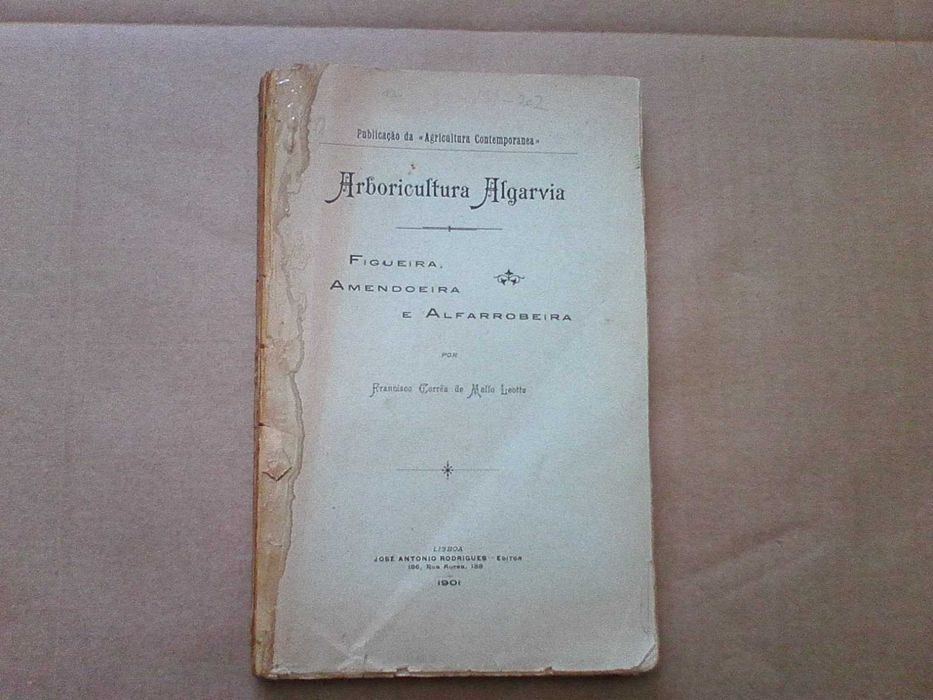 Publicação da «Agricultura Contemporanea»
Arboricultura Algarvia
FIGUEIRA,
AMENDOEIRA
E ALFARROBEIRA
POR
Francisco Corrêa de Mello Leotte
LISBOA
JOSÉ ANTONIO RODRIGUES - EDITOR
186, Rua Aurea, 188
1901